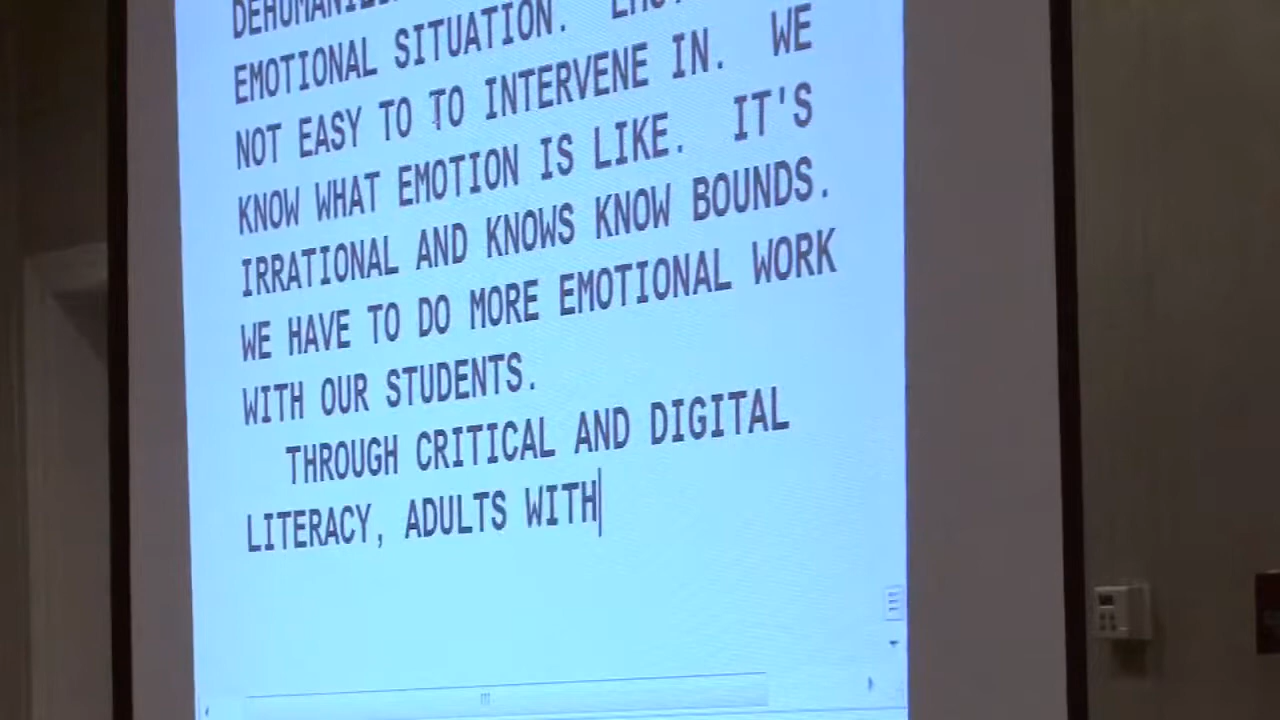 EMOTIONAL SITUATION.
NOT EASY TO TO INTERVENE IN. WE
KNOW WHAT EMOTION IS LIKE. IT'S
IRRATIONAL AND KNOWS KNOW BOUNDS.
WE HAVE TO DO MORE EMOTIONAL WORK
WITH OUR STUDENTS.
THROUGH CRITICAL AND DIGITAL
LITERACY, ADULTS WITH